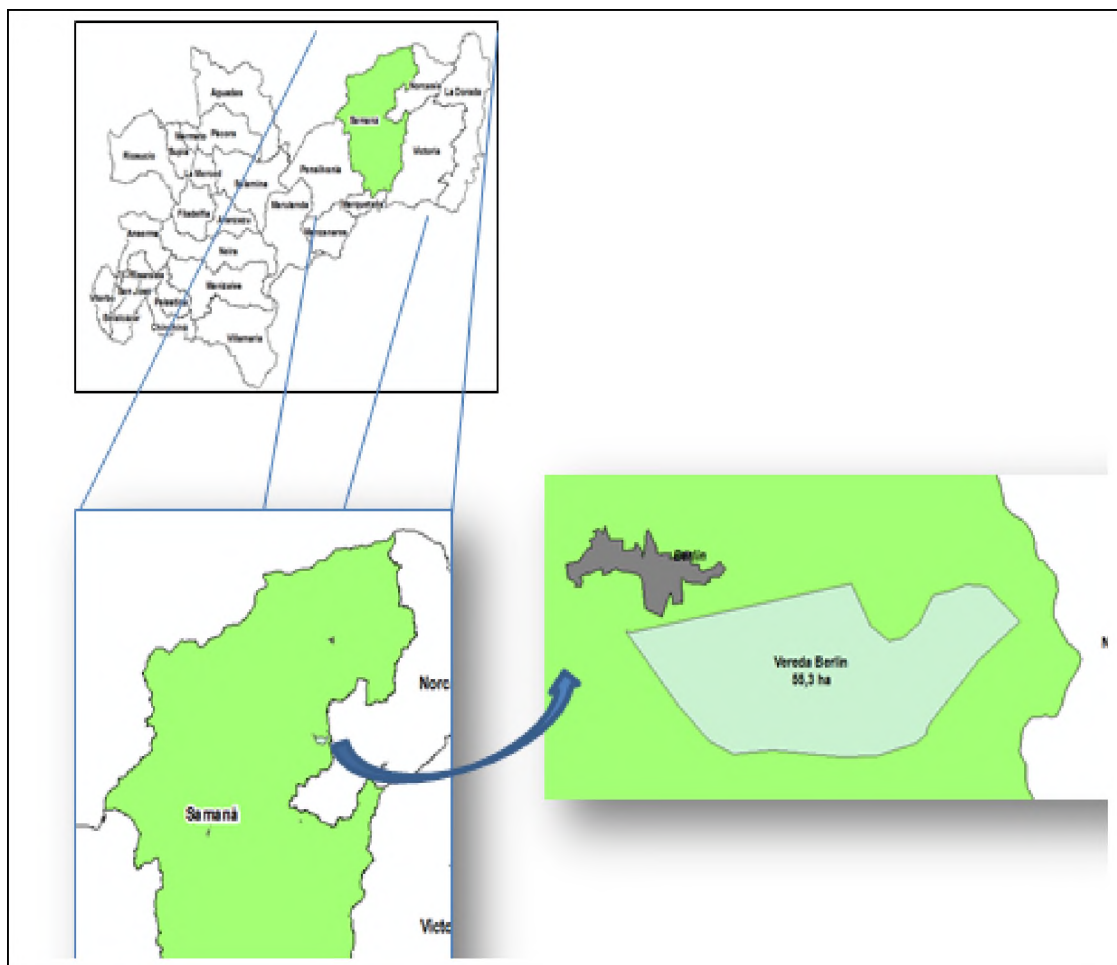 Aguadas
Norcasia
La Dorada
Samaná
Pácora
Marmato
Supía
Riosucio
Victoria
La Merced
Pensilvania
Salamina
Marulanda
Marquetalia
Filadelfia
Aranzazu
Manzanares
Anserma
Neira
Risaralda
San José
Manizales
Viterbo
Palestina
Belalcázar
Chinchiná
Villamaría
Berlín
Norc
Vereda Berlín
55,3 ha
N
Samaná
Victo